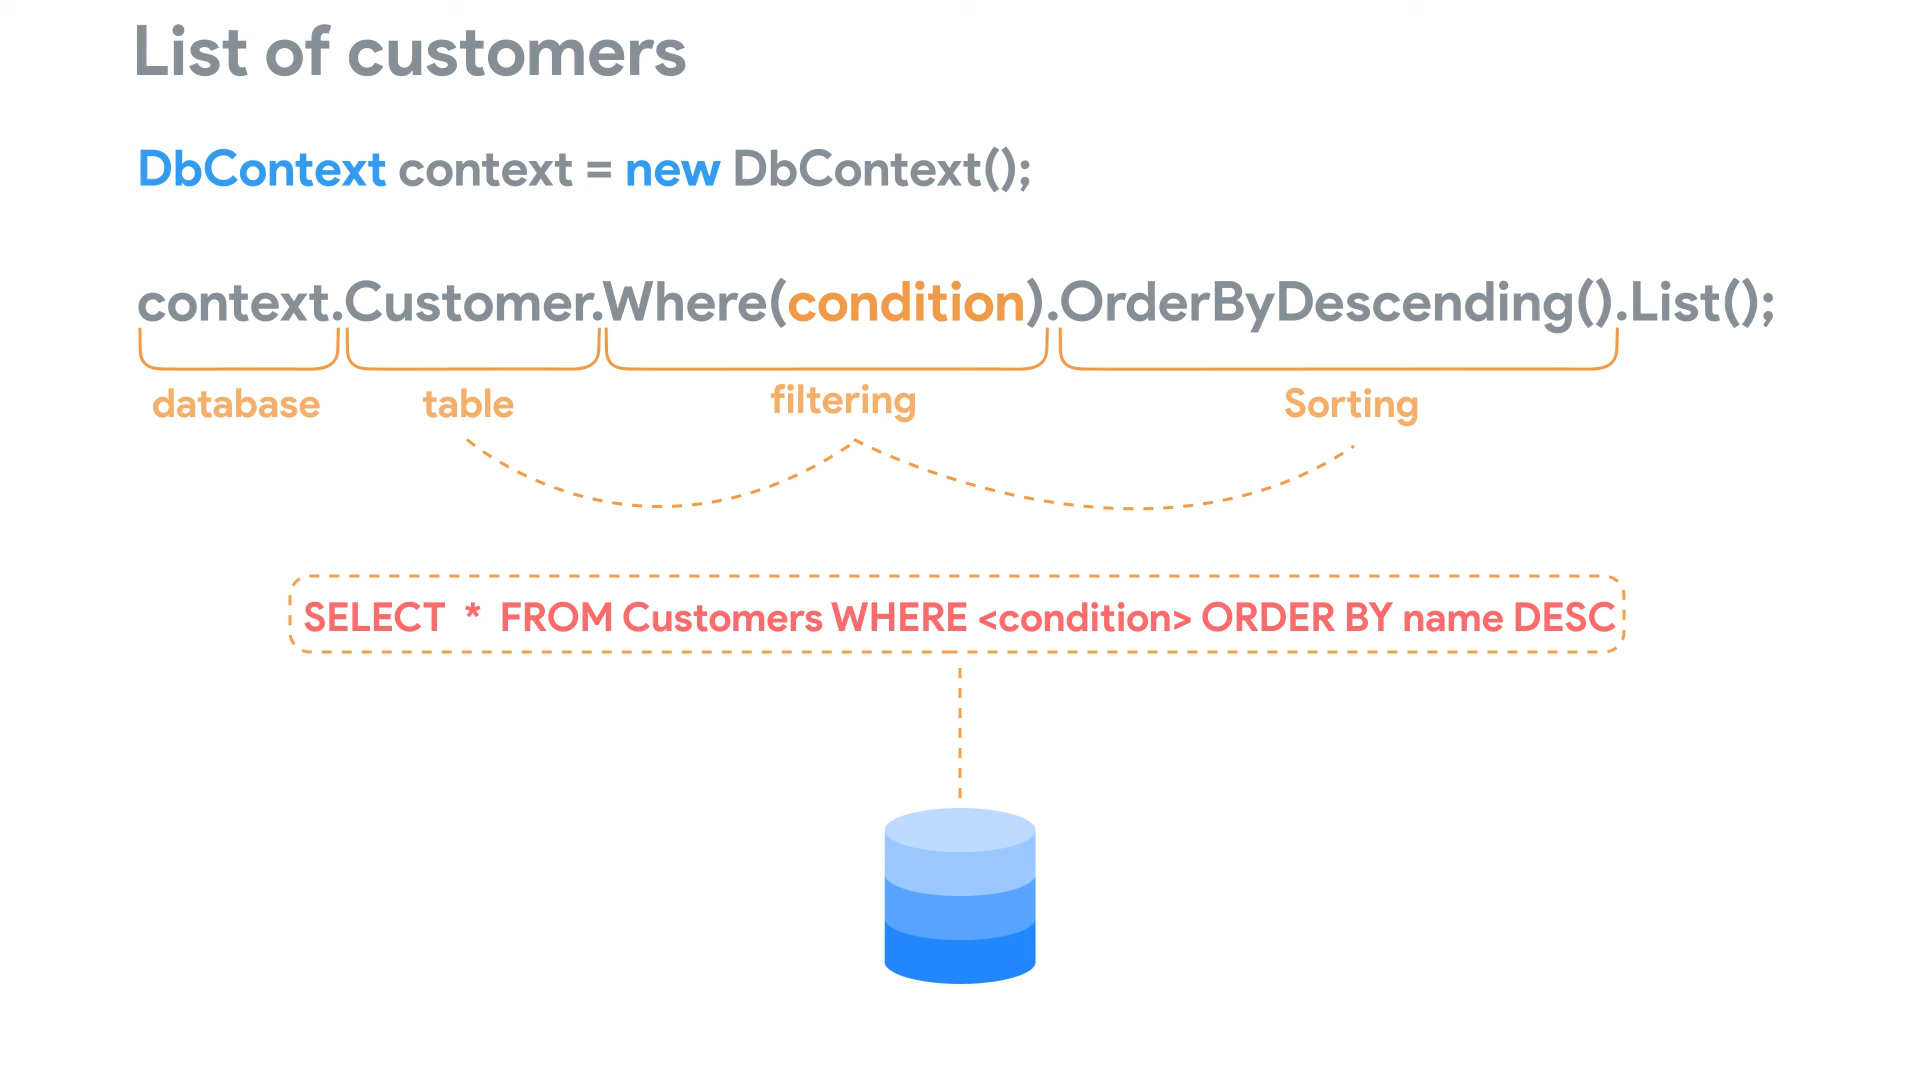 List of customers
DbContext context = new DbContext();
context.Customer.Where(condition).OrderByDescending().List();
database table filtering Sorting
SELECT * FROM Customers WHERE <condition> ORDER BY name DESC